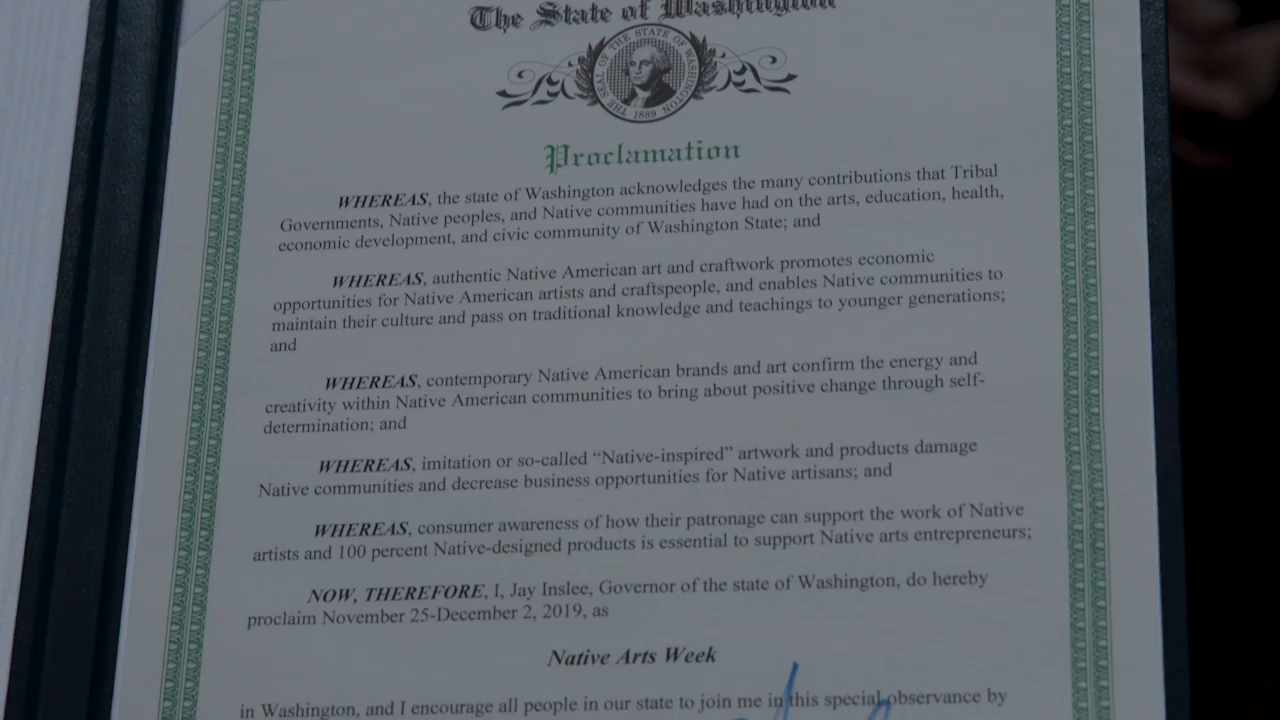 The State of Washington
THE SEAL OF THE STATE OF WASHINGTON
1889
Proclamation
WHEREAS, the state of Washington acknowledges the many contributions that Tribal
Governments, Native peoples, and Native communities have had on the arts, education, health,
economic development, and civic community of Washington State; and
WHEREAS, authentic Native American art and craftwork promotes economic
opportunities for Native American artists and craftspeople, and enables Native communities to
maintain their culture and pass on traditional knowledge and teachings to younger generations;
and
WHEREAS, contemporary Native American brands and art confirm the energy and
creativity within Native American communities to bring about positive change through self-
determination; and
WHEREAS, imitation or so-called “Native-inspired” artwork and products damage
Native communities and decrease business opportunities for Native artisans; and
WHEREAS, consumer awareness of how their patronage can support the work of Native
artists and 100 percent Native-designed products is essential to support Native arts entrepreneurs;
NOW, THEREFORE, I, Jay Inslee, Governor of the state of Washington, do hereby
proclaim November 25-December 2, 2019, as
Native Arts Week
in Washington, and I encourage all people in our state to join me in this special observance by